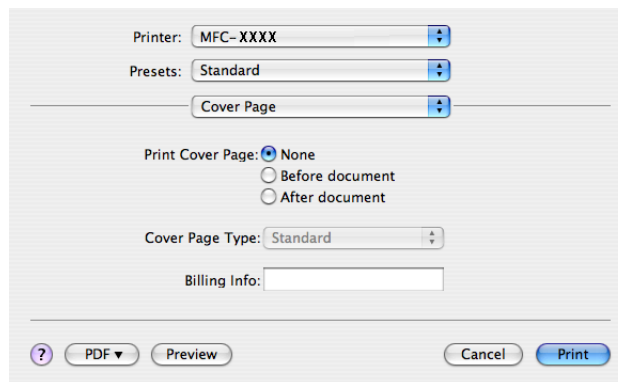 Printer: MFC-XXXX
Presets: Standard
Cover Page
Print Cover Page: None
Before document
After document
Cover Page Type: Standard
Billing Info:
? PDF ▼ Preview Cancel Print